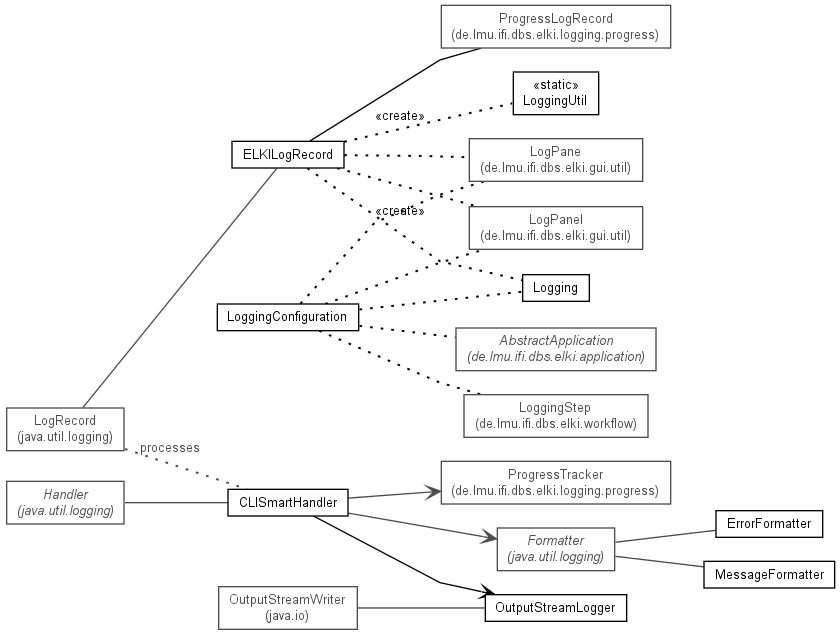 ProgressLogRecord
(de.lmu.ifi.dbs.elki.logging.progress)
«static»
LoggingUtil
«create»
ELKILogRecord
LogPane
(de.lmu.ifi.dbs.elki.gui.util)
«create»
LogPanel
(de.lmu.ifi.dbs.elki.gui.util)
Logging
LoggingConfiguration
AbstractApplication
(de.lmu.ifi.dbs.elki.application)
LoggingStep
(de.lmu.ifi.dbs.elki.workflow)
LogRecord
(java.util.logging)
processes
ProgressTracker
(de.lmu.ifi.dbs.elki.logging.progress)
Handler
(java.util.logging)
CLISmartHandler
Formatter
(java.util.logging)
ErrorFormatter
MessageFormatter
OutputStreamWriter
(java.io)
OutputStreamLogger